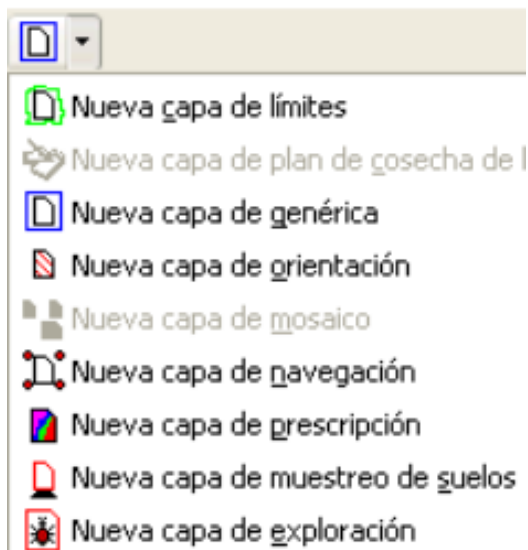 Nueva capa de límites
Nueva capa de plan de cosecha de
Nueva capa de genérica
Nueva capa de orientación
Nueva capa de mosaico
Nueva capa de navegación
Nueva capa de prescripción
Nueva capa de muestreo de suelos
Nueva capa de exploración